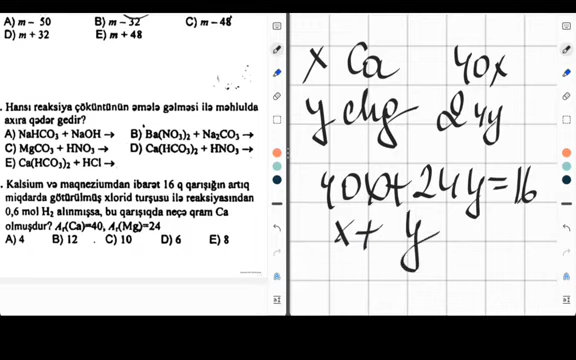 A) m – 50 B) m – 32 C) m – 48
D) m + 32 E) m + 48
. Hansı reaksiya çöküntünün əmələ gəlməsi ilə məhlulda
axıra qədər gedir?
A) NaHCO₃ + NaOH → B) Ba(NO₃)₂ + Na₂CO₃ →
C) MgCO₃ + HNO₃ → D) Ca(HCO₃)₂ + HNO₃ →
E) Ca(HCO₃)₂ + HCl →
. Kalsium və maqneziumdan ibarət 16 q qarışığın artıq
miqdarda götürülmüş xlorid turşusu ilə reaksiyasından
0,6 mol H₂ alınmışsa, bu qarışıqda neçə qram Ca
olmuşdur? Aᵣ(Ca)=40, Aᵣ(Mg)=24
A) 4 B) 12 C) 10 D) 6 E) 8
x Ca 40x
y Mg 24y
40x+24y=16
x+ y